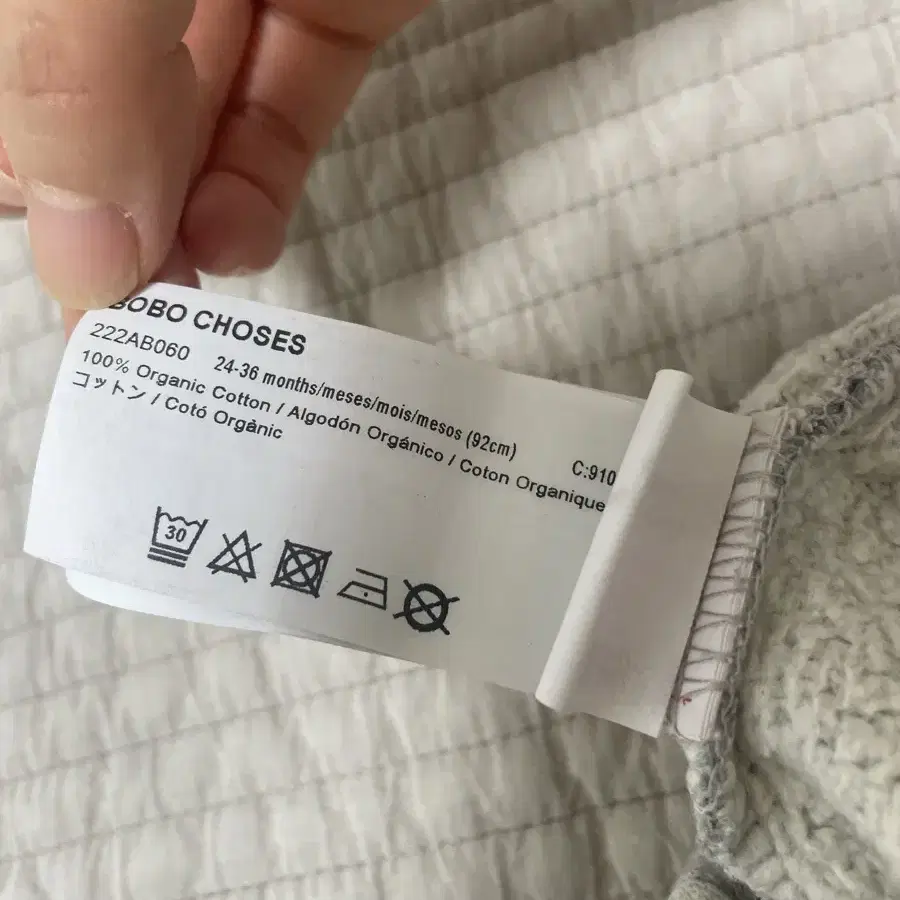 BOBO CHOSES
222AB060 24-36 months/meses/mois/mesos (92cm) C:910
100% Organic Cotton / Algodón Orgánico / Coton Organique
コットン / Cotó Orgànic
30